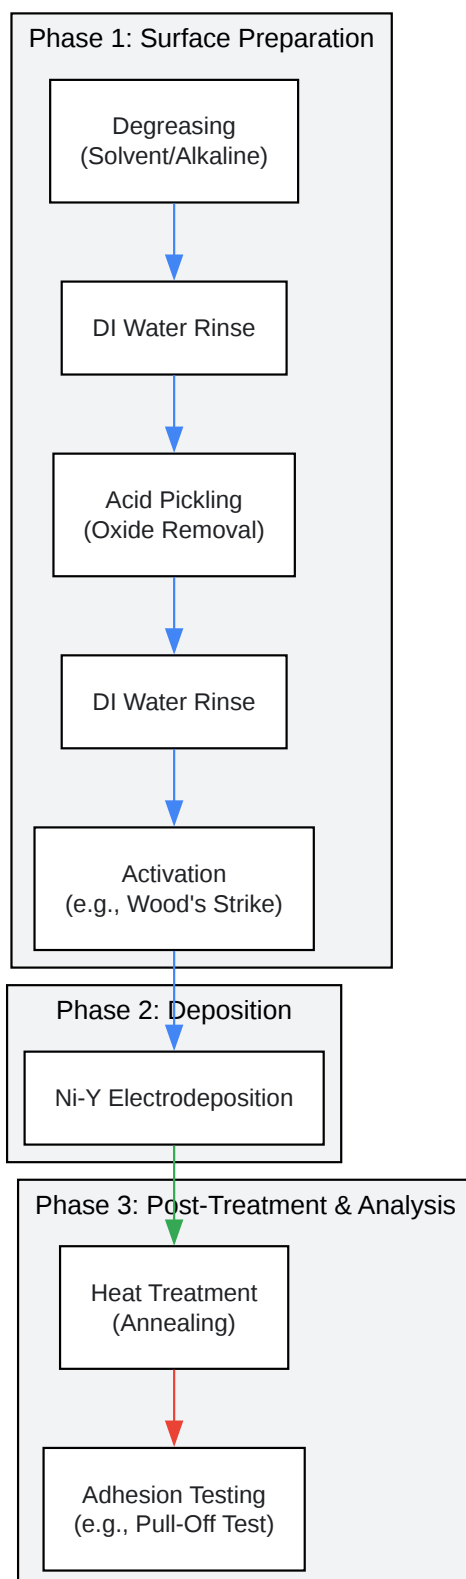 Phase 1: Surface Preparation
Degreasing
(Solvent/Alkaline)
DI Water Rinse
Acid Pickling
(Oxide Removal)
DI Water Rinse
Activation
(e.g., Wood's Strike)
Phase 2: Deposition
Ni-Y Electrodeposition
Phase 3: Post-Treatment & Analysis
Heat Treatment
(Annealing)
Adhesion Testing
(e.g., Pull-Off Test)